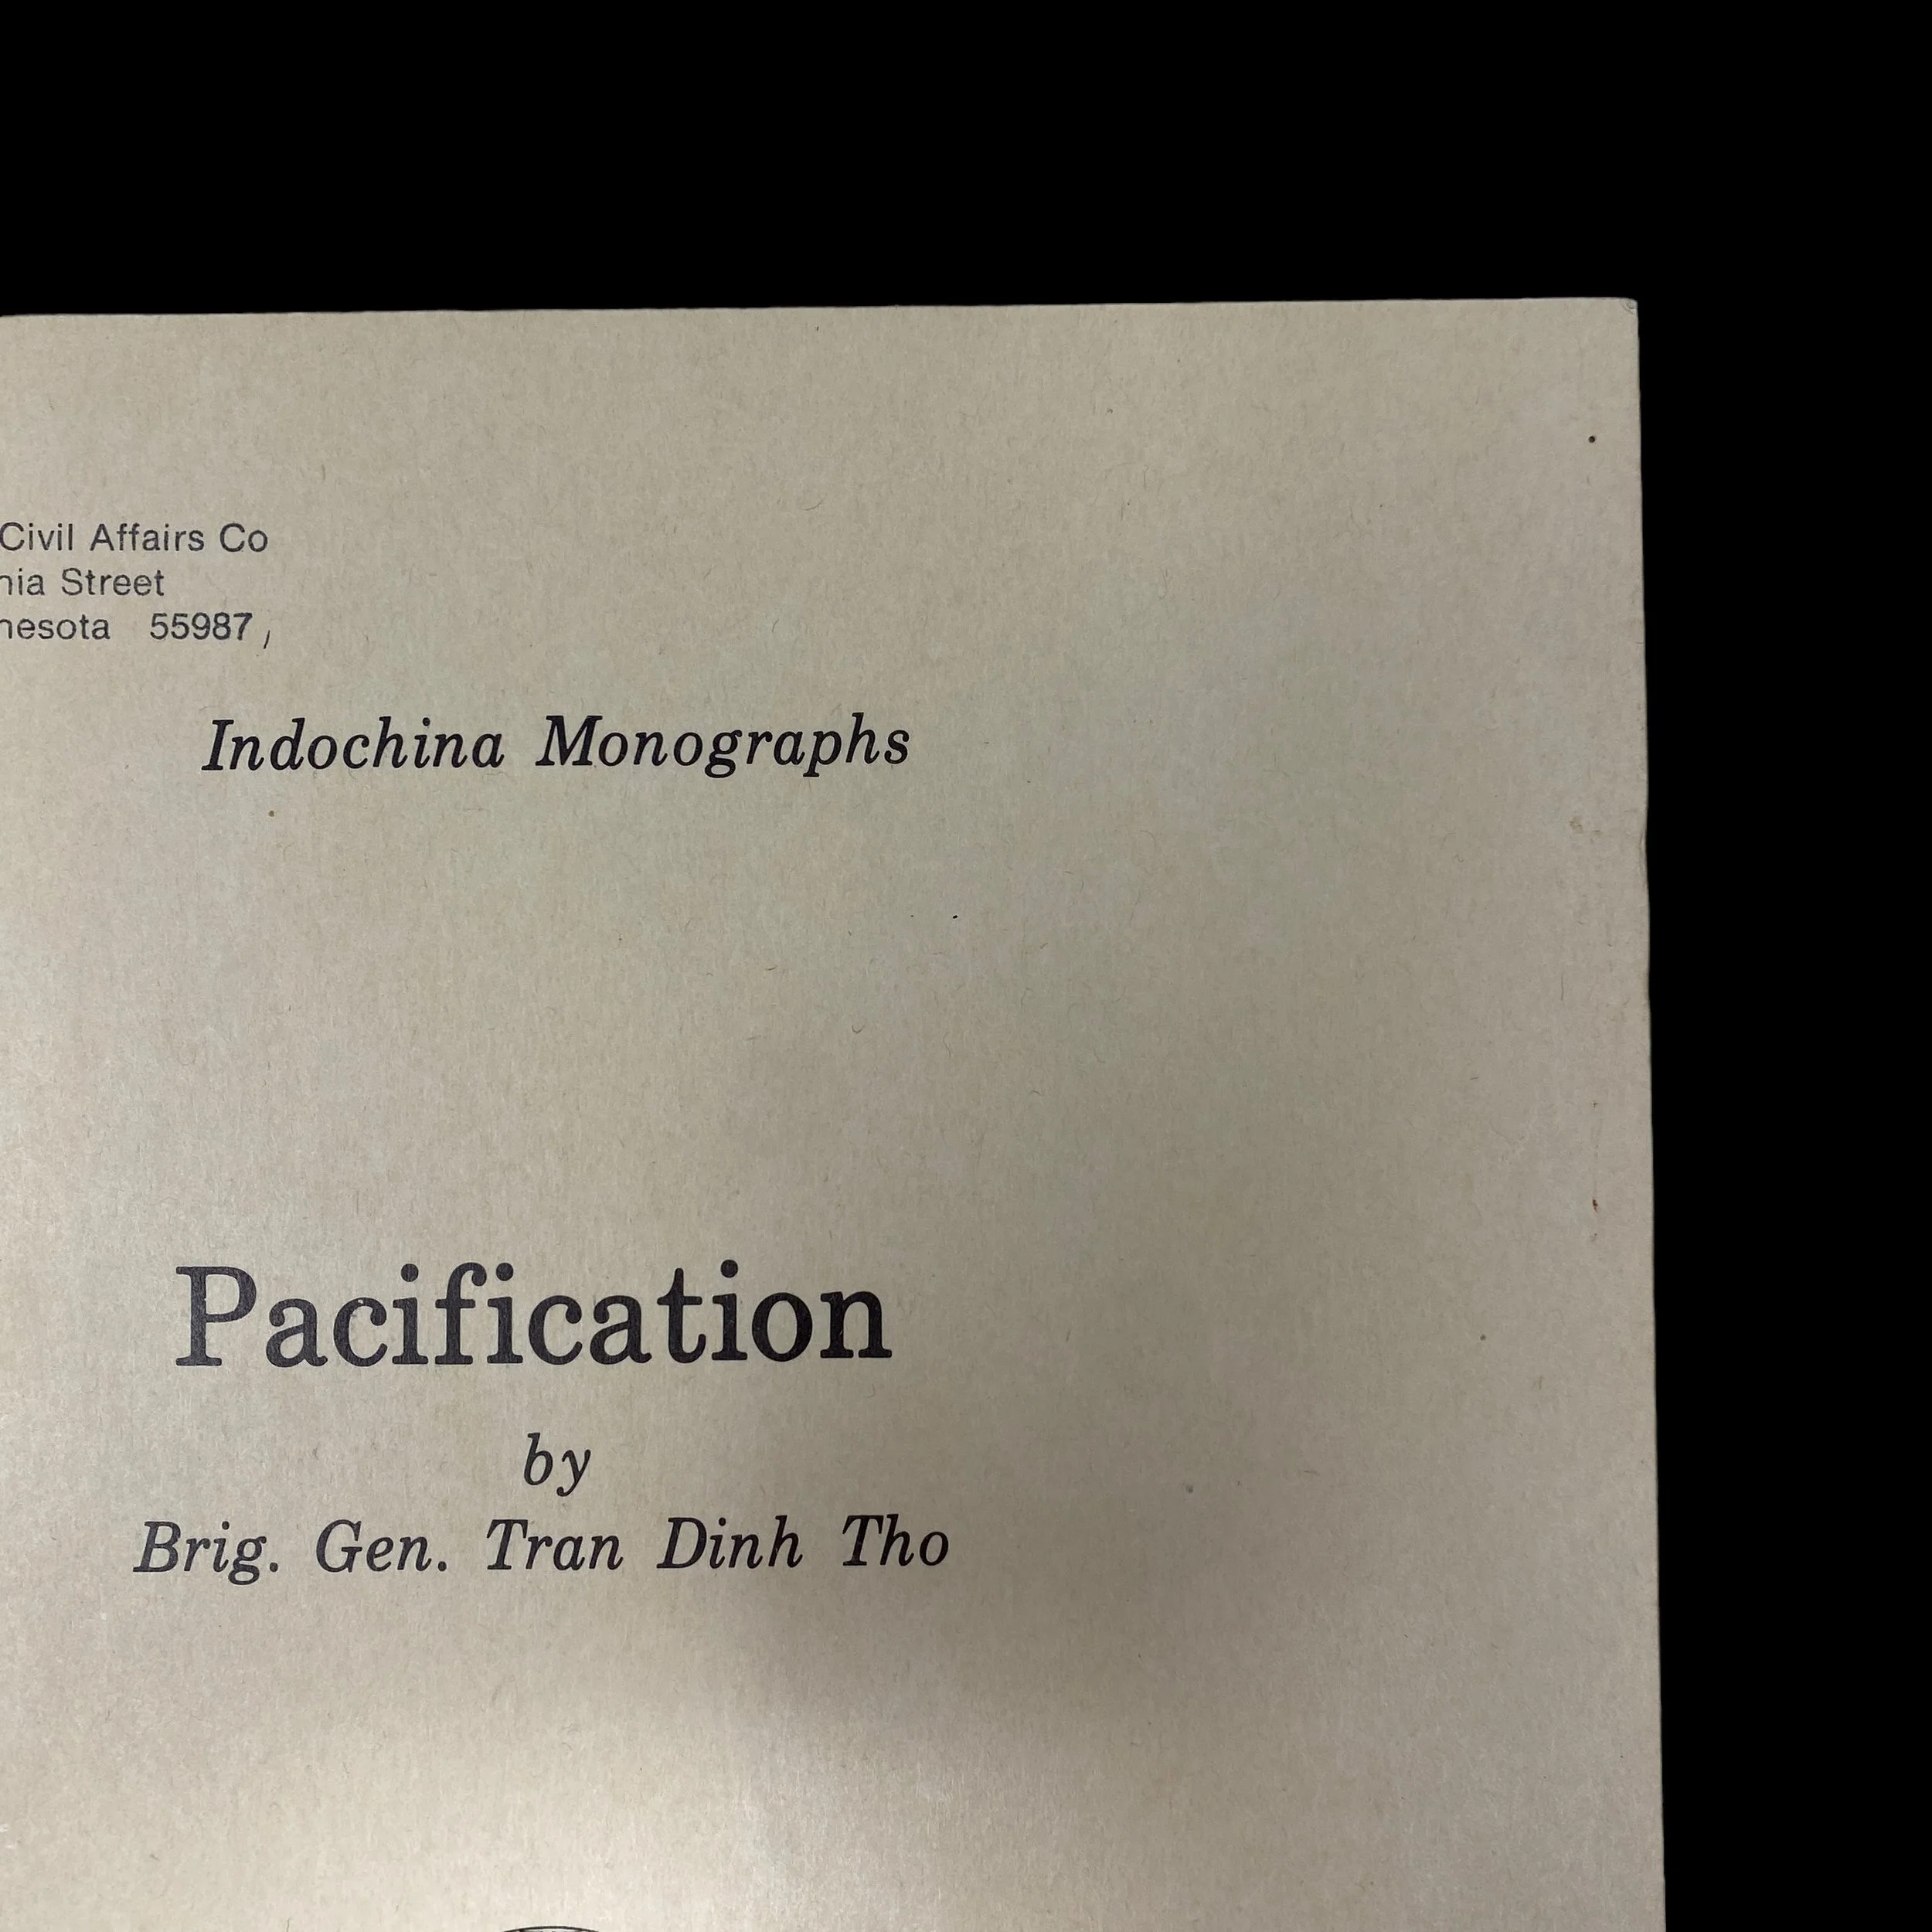 Civil Affairs Co
nia Street
nesota 55987
Indochina Monographs
Pacification
by
Brig. Gen. Tran Dinh Tho